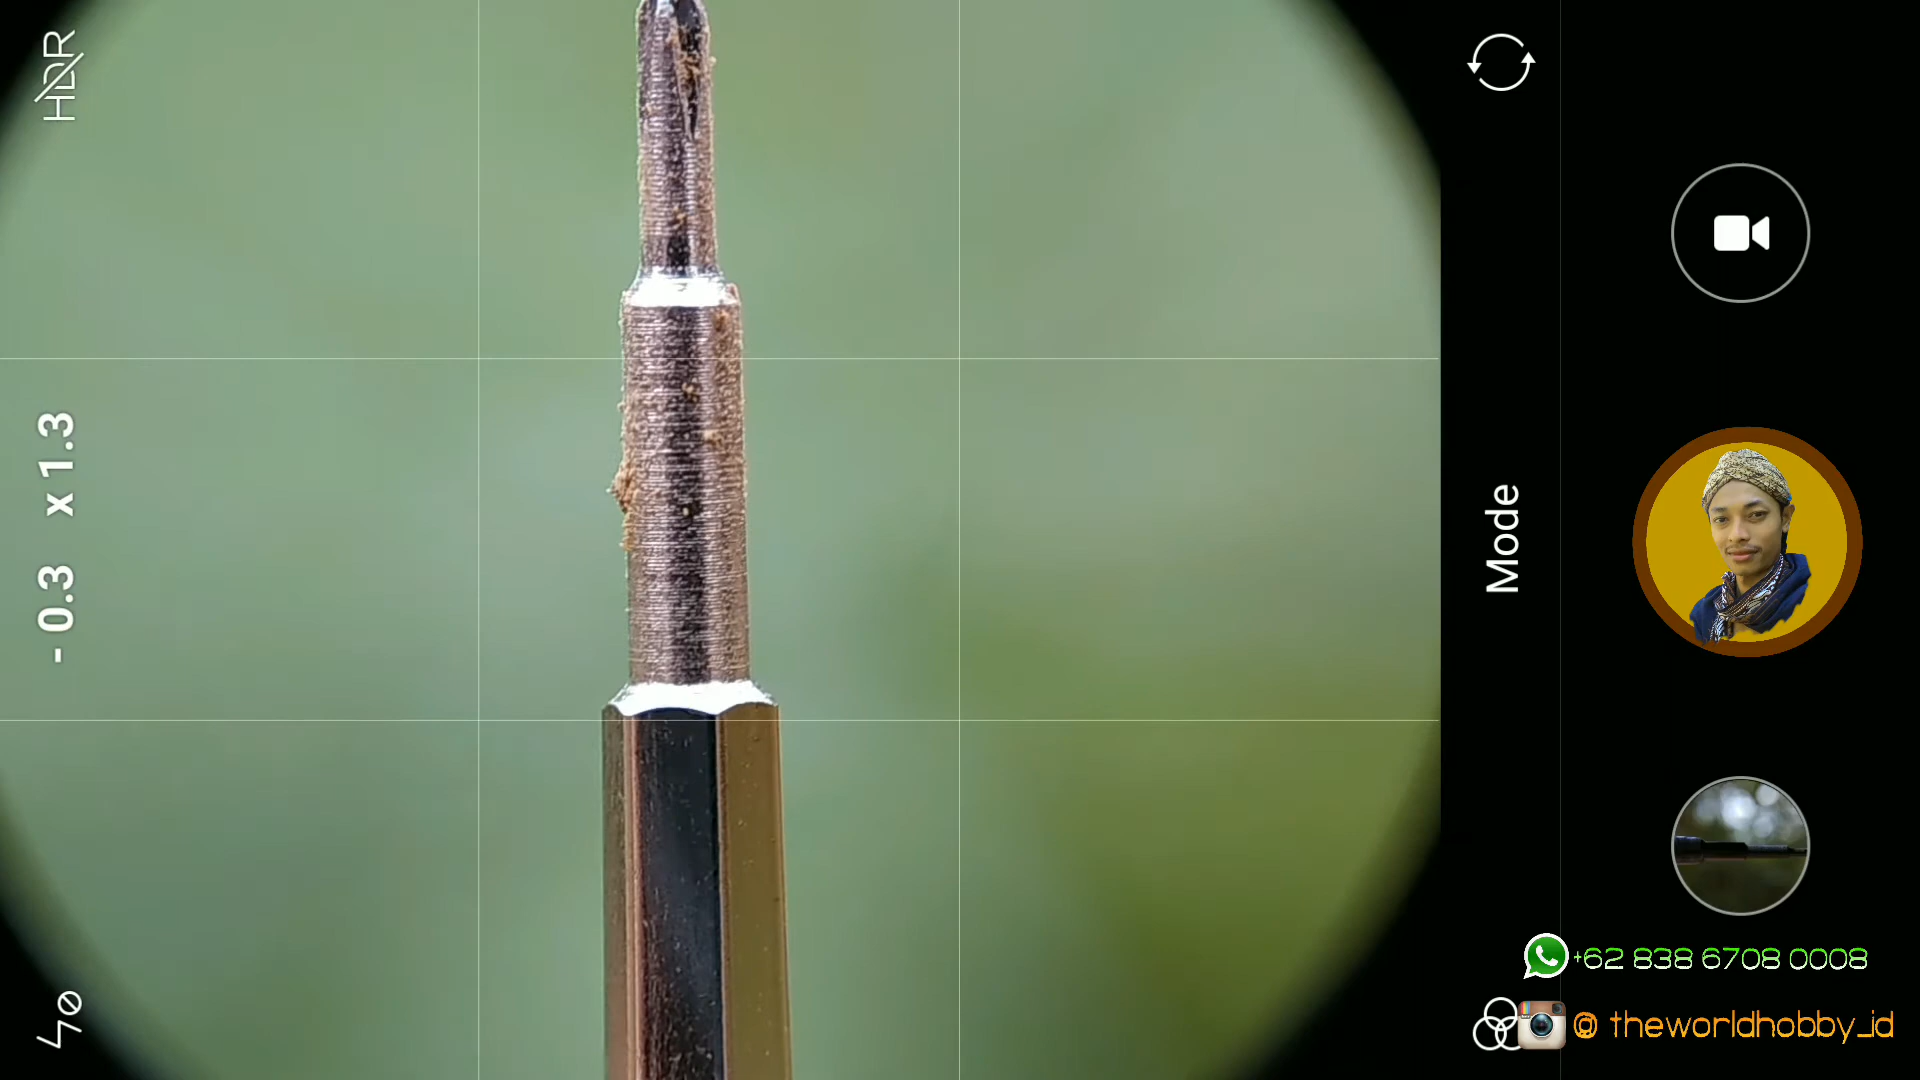 HDR
- 0.3 x 1.3
Mode
+62 838 6708 0008
@ theworldhobby_id